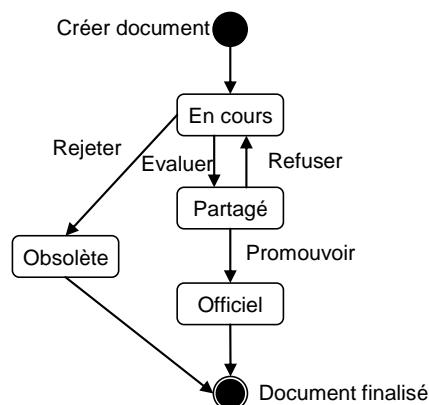 Créer document
En cours
Rejeter
Evaluer
Refuser
Partagé
Obsolète
Promouvoir
Officiel
Document finalisé